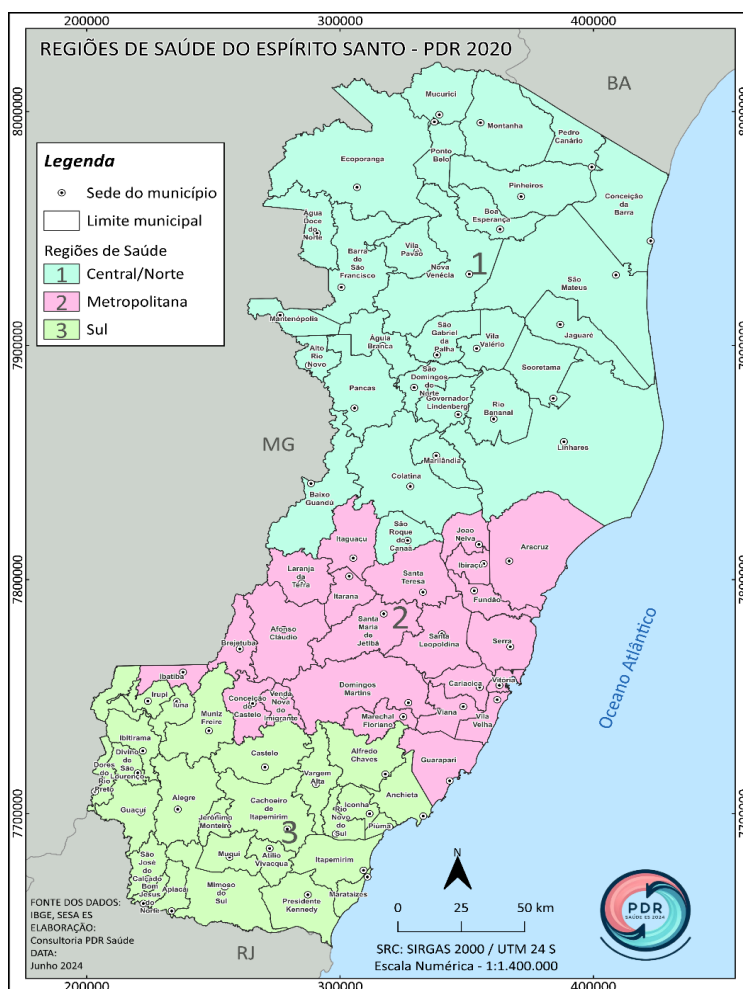 200000
300000
400000
REGIÕES DE SAÚDE DO ESPÍRITO SANTO - PDR 2020
BA
8000000
8000000
Legenda
Sede do município
Limite municipal
Regiões de Saúde
1 Central/Norte
2 Metropolitana
3 Sul
Mucurici
Montanha
Pedro
Canário
Ponto
Belo
Ecoporanga
Pinheiros
Conceição
da
Barra
Boa
Esperança
Água
Doce
do
Norte
Vila
Pavão
Barra
de
São
Francisco
Nova
Venécia
1
São
Mateus
Mantenópolis
Jaguaré
7900000
7900000
Alto
Rio
Novo
Águia
Branca
São
Gabriel
da
Palha
Vila
Valério
Sooretama
São
Domingos
do
Norte
Pancas
Governador
Lindenberg
Rio
Bananal
MG
Linhares
Marilândia
Colatina
Baixo
Guandú
São
Roque
do
Canaã
Itaguaçu
João
Neiva
Aracruz
Ibiraçu
7800000
7800000
Laranja
da
Terra
Itarana
Santa
Teresa
Fundão
2
Santa
Maria
de
Jetibá
Afonso
Cláudio
Brejetuba
Santa
Leopoldina
Serra
Oceano Atlântico
Ibatiba
Domingos
Martins
Cariacica
Vitória
Irupi
Iúna
Conceição
do
Castelo
Venda
Nova
do
Imigrante
Viana
Vila
Velha
Muniz
Freire
Marechal
Floriano
Ibitirama
Guarapari
Divino de
São
Lourenço
Castelo
Alfredo
Chaves
Dores
do
Rio
Preto
Vargem
Alta
Anchieta
Alegre
Cachoeiro
de
Itapemirim
Guaçuí
Iconha
7700000
7700000
Jerônimo
Monteiro
Rio
Novo
do
Sul
Piúma
3
Muqui
Atílio
Vivacqua
Itapemirim
São
José
do
Calçado
Bom
Jesus
do
Norte
Apiacá
Mimoso
do
Sul
Presidente
Kennedy
Marataízes
N
0
25
50 km
SRC: SIRGAS 2000 / UTM 24 S
Escala Numérica - 1:1.400.000
PDR
SAÚDE ES 2024
FONTE DOS DADOS:
IBGE, SESA ES
ELABORAÇÃO:
Consultoria PDR Saúde
DATA:
Junho 2024
RJ
200000
300000
400000